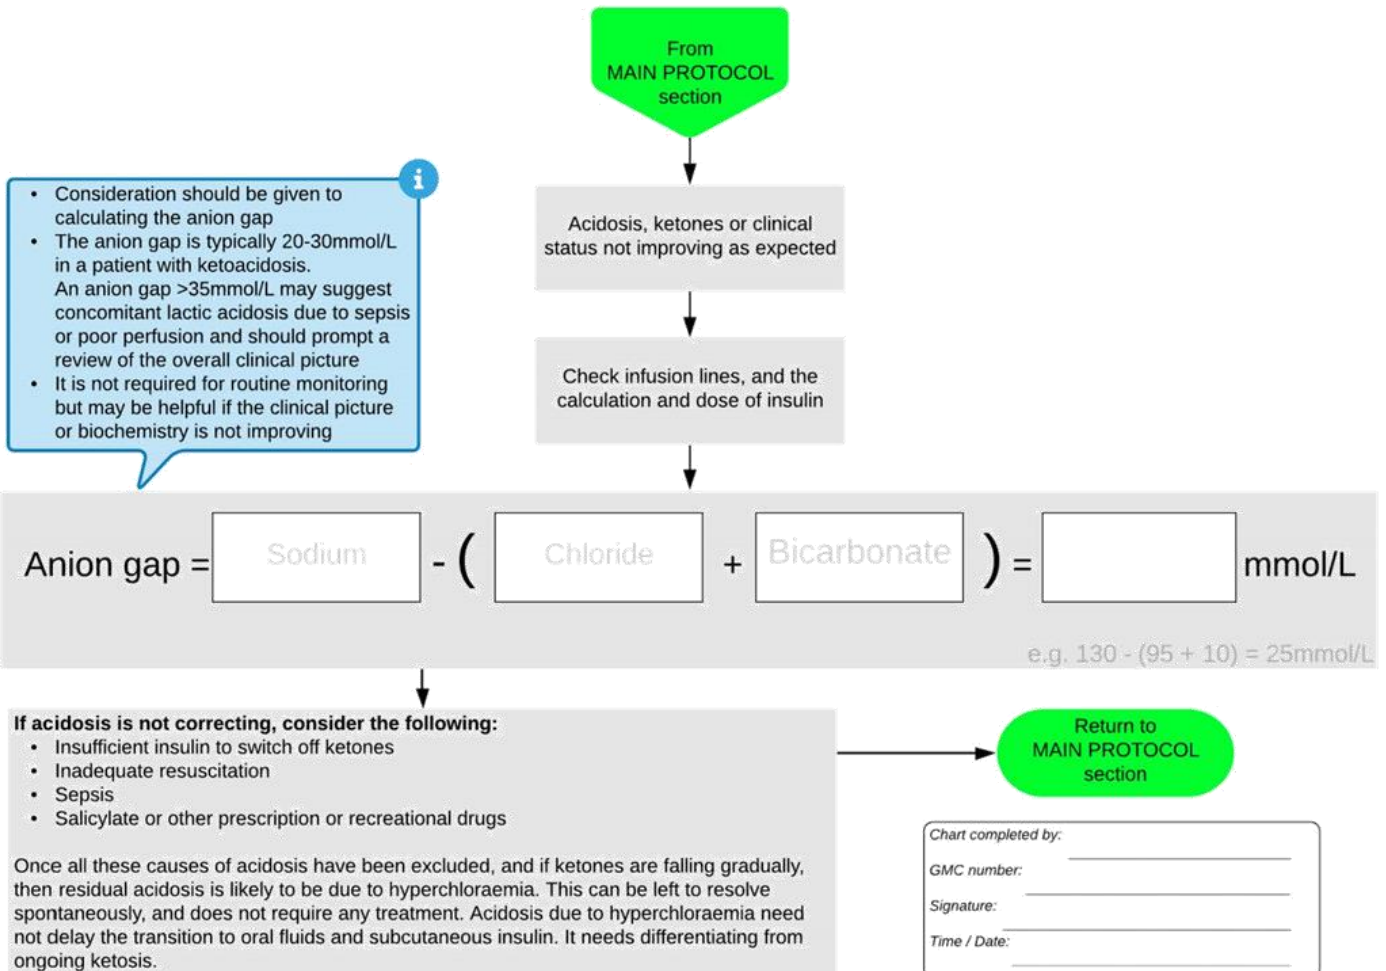 From
MAIN PROTOCOL
section
i
• Consideration should be given to
calculating the anion gap
• The anion gap is typically 20-30mmol/L
in a patient with ketoacidosis.
An anion gap >35mmol/L may suggest
concomitant lactic acidosis due to sepsis
or poor perfusion and should prompt a
review of the overall clinical picture
• It is not required for routine monitoring
but may be helpful if the clinical picture
or biochemistry is not improving
Acidosis, ketones or clinical
status not improving as expected
Check infusion lines, and the
calculation and dose of insulin
Anion gap = Sodium - ( Chloride + Bicarbonate ) = mmol/L
e.g. 130 - (95 + 10) = 25mmol/L
If acidosis is not correcting, consider the following:
• Insufficient insulin to switch off ketones
• Inadequate resuscitation
• Sepsis
• Salicylate or other prescription or recreational drugs
Once all these causes of acidosis have been excluded, and if ketones are falling gradually,
then residual acidosis is likely to be due to hyperchloraemia. This can be left to resolve
spontaneously, and does not require any treatment. Acidosis due to hyperchloraemia need
not delay the transition to oral fluids and subcutaneous insulin. It needs differentiating from
ongoing ketosis.
Return to
MAIN PROTOCOL
section
Chart completed by:
GMC number:
Signature:
Time / Date: